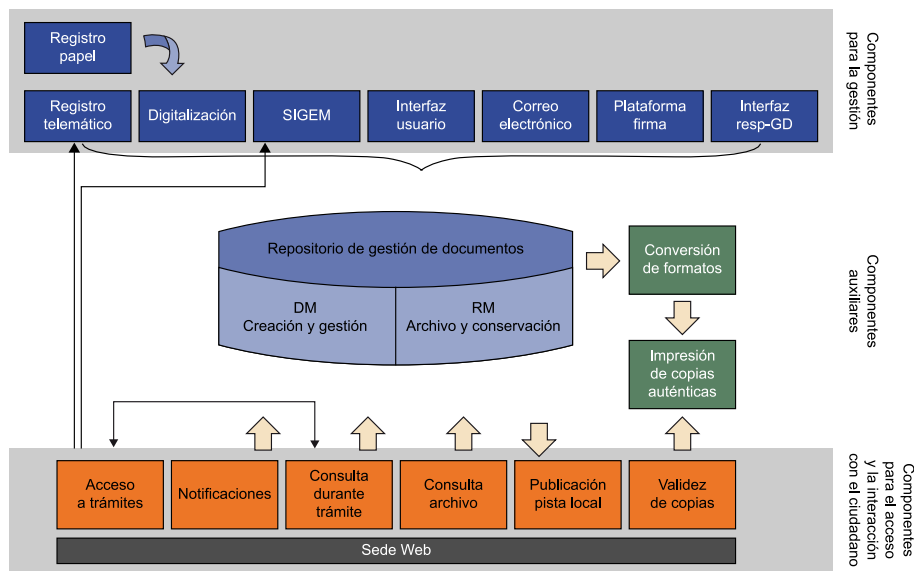 Registro
papel
Registro
telemático
Digitalización
SIGEM
Interfaz
usuario
Correo
electrónico
Plataforma
firma
Interfaz
resp-GD
Componentes
para la gestión
Repositorio de gestión de documentos
DM
Creación y gestión
RM
Archivo y conservación
Conversión
de formatos
Impresión
de copias
auténticas
Componentes
auxiliares
Acceso
a trámites
Notificaciones
Consulta
durante
trámite
Consulta
archivo
Publicación
pista local
Validez
de copias
Sede Web
Componentes
para el acceso
y la interacción
con el ciudadano